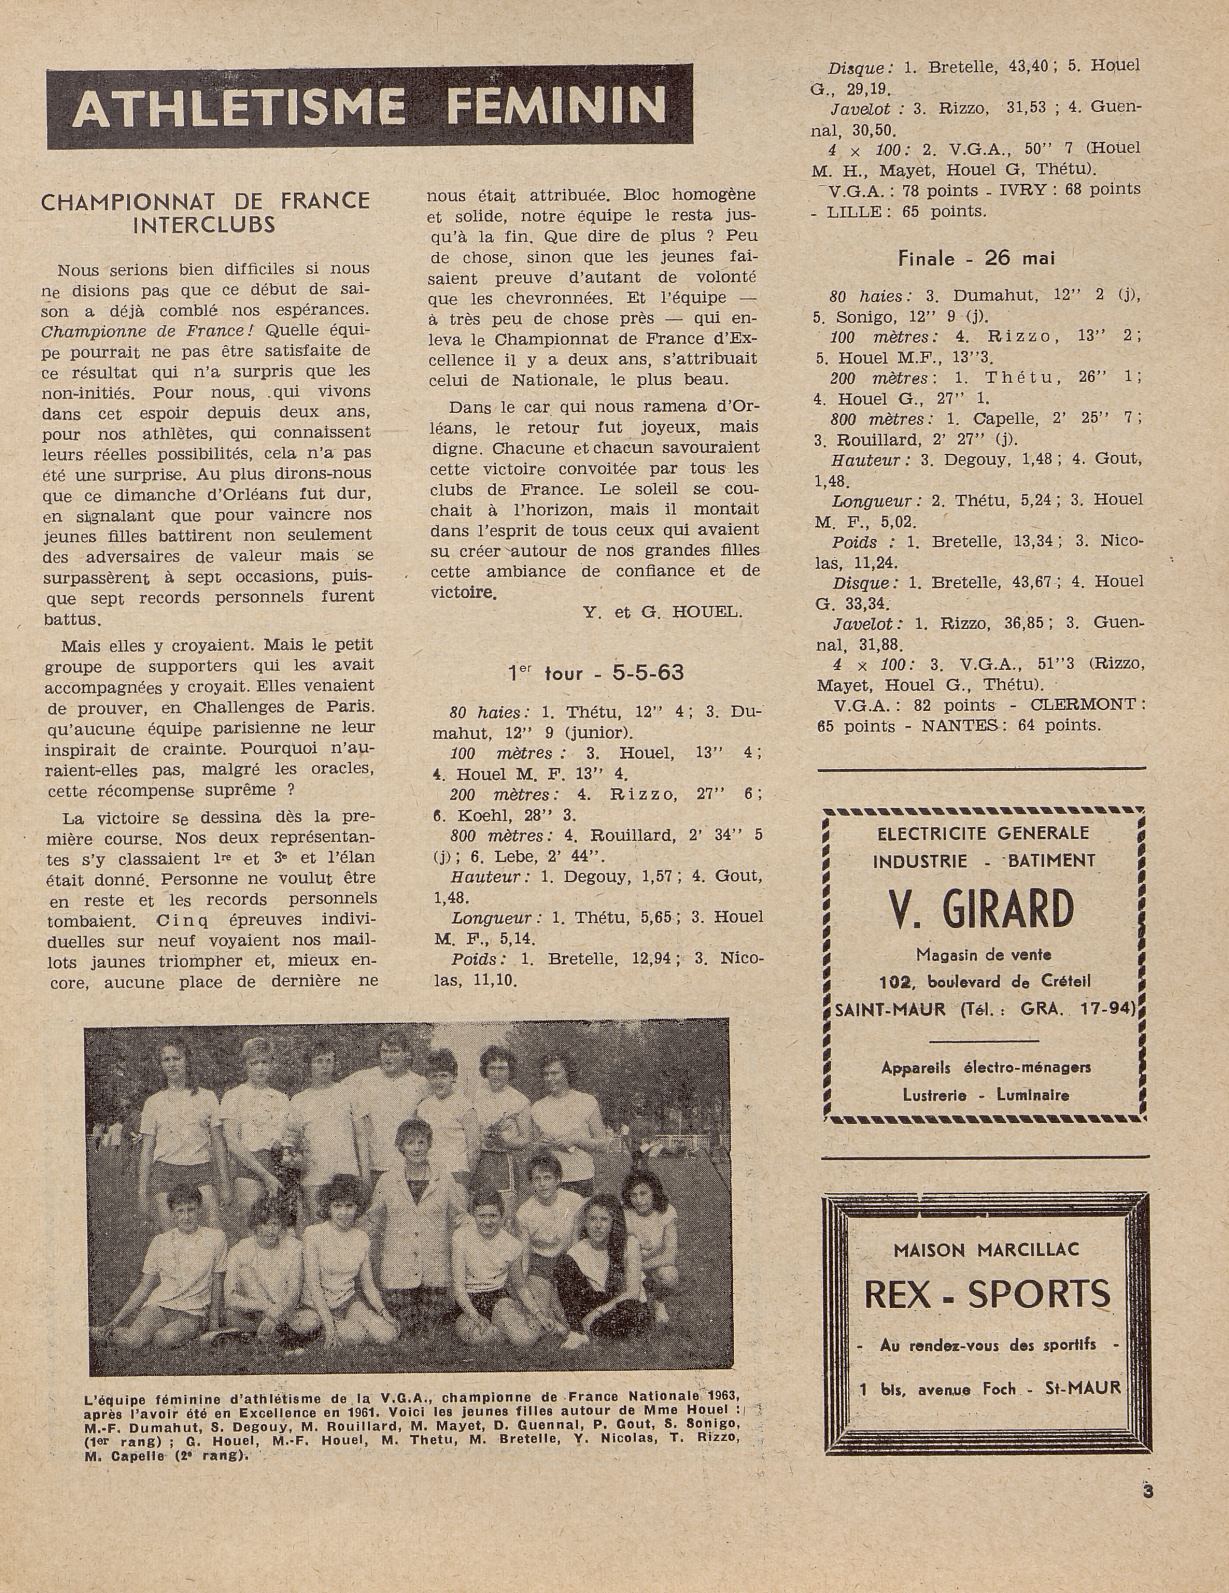 ATHLETISME FEMININ
CHAMPIONNAT DE FRANCE
INTERCLUBS
Nous serions bien difficiles si nous
ne disions pas que ce début de sai-
son a déjà comblé nos espérances.
Championne de France ! Quelle équi-
pe pourrait ne pas être satisfaite de
ce résultat qui n'a surpris que les
non-initiés. Pour nous, qui vivons
dans cet espoir depuis deux ans,
pour nos athlètes, qui connaissent
leurs réelles possibilités, cela n'a pas
été une surprise. Au plus dirons-nous
que ce dimanche d'Orléans fut dur,
en signalant que pour vaincre nos
jeunes filles battirent non seulement
des adversaires de valeur mais se
surpassèrent à sept occasions, puis-
que sept records personnels furent
battus.
Mais elles y croyaient. Mais le petit
groupe de supporters qui les avait
accompagnées y croyait. Elles venaient
de prouver, en Challenges de Paris.
qu'aucune équipe parisienne ne leur
inspirait de crainte. Pourquoi n'au-
raient-elles pas, malgré les oracles,
cette récompense suprême ?
La victoire se dessina dès la pre-
mière course. Nos deux représentan-
tes s'y classaient 1re et 3e et l'élan
était donné. Personne ne voulut être
en reste et les records personnels
tombaient. Cinq épreuves indivi-
duelles sur neuf voyaient nos mail-
lots jaunes triompher et, mieux en-
core, aucune place de dernière ne
nous était attribuée. Bloc homogène
et solide, notre équipe le resta jus-
qu'à la fin. Que dire de plus ? Peu
de chose, sinon que les jeunes fai-
saient preuve d'autant de volonté
que les chevronnées. Et l'équipe —
à très peu de chose près — qui en-
leva le Championnat de France d'Ex-
cellence il y a deux ans, s'attribuait
celui de Nationale, le plus beau.
Dans le car qui nous ramena d'Or-
léans, le retour fut joyeux, mais
digne. Chacune et chacun savouraient
cette victoire convoitée par tous les
clubs de France. Le soleil se cou-
chait à l'horizon, mais il montait
dans l'esprit de tous ceux qui avaient
su créer autour de nos grandes filles
cette ambiance de confiance et de
victoire.
Y. et G. HOUEL.
1er tour - 5-5-63
80 haies : 1. Thétu, 12'' 4 ; 3. Du-
mahut, 12'' 9 (junior).
100 mètres : 3. Houel, 13'' 4 ;
4. Houel M. F. 13'' 4.
200 mètres : 4. Rizzo, 27'' 6 ;
6. Koehl, 28'' 3.
800 mètres : 4. Rouillard, 2' 34'' 5
(j) ; 6. Lebe, 2' 44''.
Hauteur : 1. Degouy, 1,57 ; 4. Gout,
1,48.
Longueur : 1. Thétu, 5,65 ; 3. Houel
M. F., 5,14.
Poids : 1. Bretelle, 12,94 ; 3. Nico-
las, 11,10.
Disque : 1. Bretelle, 43,40 ; 5. Houel
G., 29,19.
Javelot : 3. Rizzo, 31,53 ; 4. Guen-
nal, 30,50.
4 × 100 : 2. V.G.A., 50'' 7 (Houel
M. H., Mayet, Houel G, Thétu).
V.G.A. : 78 points - IVRY : 68 points
- LILLE : 65 points.
Finale - 26 mai
80 haies : 3. Dumahut, 12'' 2 (j),
5. Sonigo, 12'' 9 (j).
100 mètres : 4. Rizzo, 13'' 2 ;
5. Houel M.F., 13''3.
200 mètres : 1. Thétu, 26'' 1 ;
4. Houel G., 27'' 1.
800 mètres : 1. Capelle, 2' 25'' 7 ;
3. Rouillard, 2' 27'' (j).
Hauteur : 3. Degouy, 1,48 ; 4. Gout,
1,48.
Longueur : 2. Thétu, 5,24 ; 3. Houel
M. F., 5,02.
Poids : 1. Bretelle, 13,34 ; 3. Nico-
las, 11,24.
Disque : 1. Bretelle, 43,67 ; 4. Houel
G. 33,34.
Javelot : 1. Rizzo, 36,85 ; 3. Guen-
nal, 31,88.
4 × 100 : 3. V.G.A., 51''3 (Rizzo,
Mayet, Houel G., Thétu).
V.G.A. : 82 points - CLERMONT :
65 points - NANTES : 64 points.
ELECTRICITE GENERALE
INDUSTRIE - BATIMENT
V. GIRARD
Magasin de vente
102, boulevard de Créteil
SAINT-MAUR (Tél. : GRA. 17-94)
Appareils électro-ménagers
Lustrerie - Luminaire
MAISON MARCILLAC
REX - SPORTS
- Au rendez-vous des sportifs -
1 bis, avenue Foch - St-MAUR
L'équipe féminine d'athlétisme de la V.G.A., championne de France Nationale 1963,
après l'avoir été en Excellence en 1961. Voici les jeunes filles autour de Mme Houel :
M.-F. Dumahut, S. Degouy, M. Rouillard, M. Mayet, D. Guennal, P. Gout, S. Sonigo,
(1er rang) ; G. Houel, M.-F. Houel, M. Thetu, M. Bretelle, Y. Nicolas, T. Rizzo,
M. Capelle (2e rang).
3